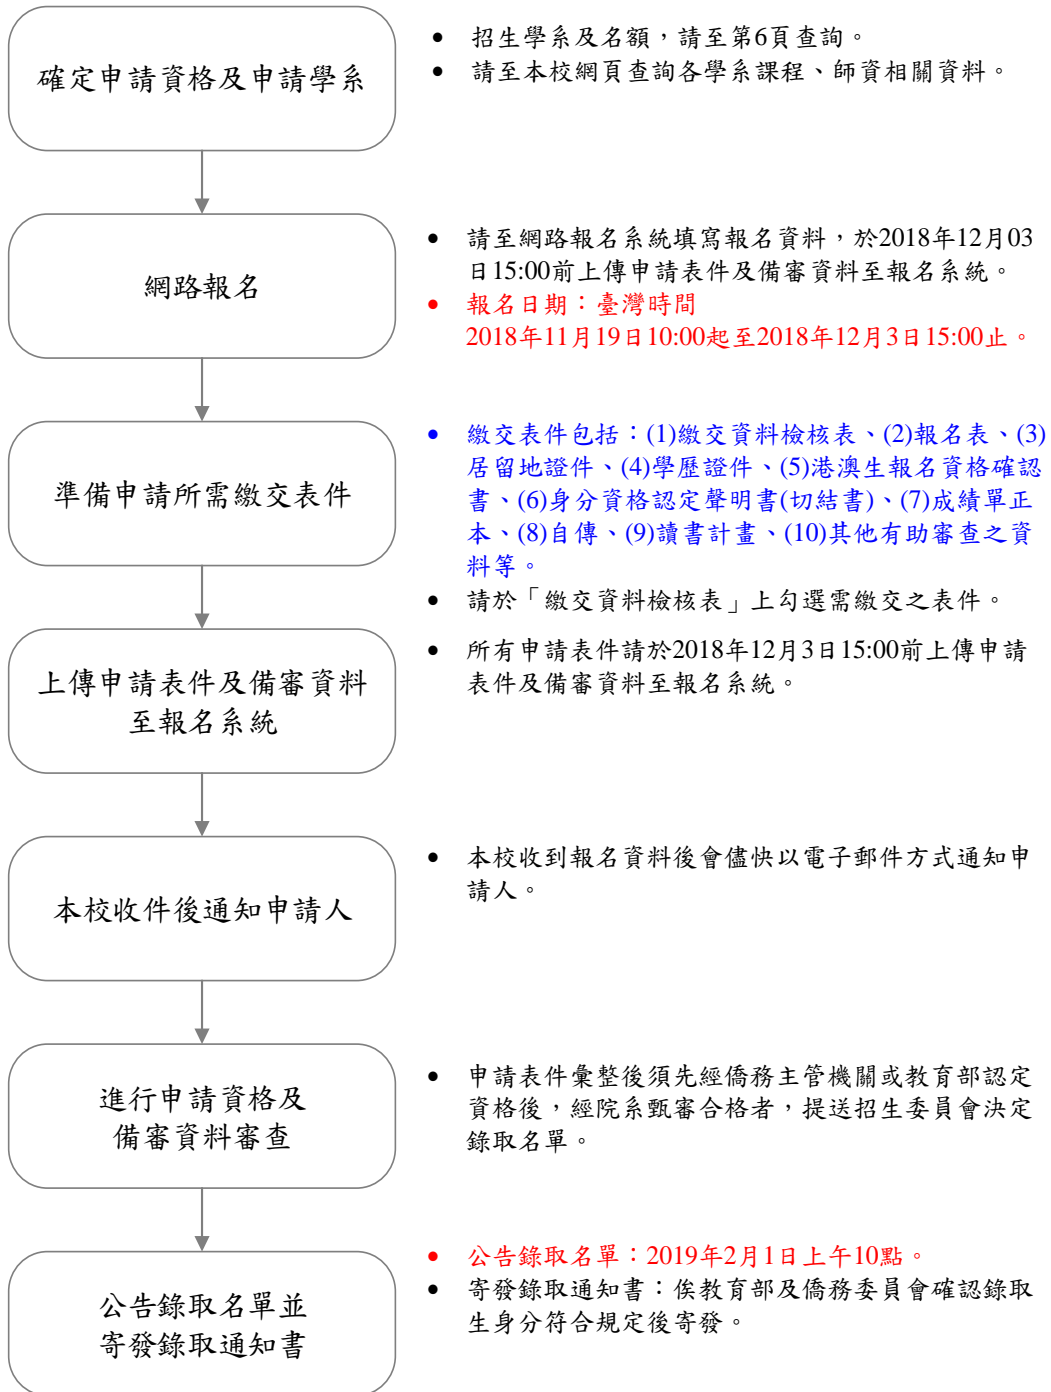 確定申請資格及申請學系
• 招生學系及名額，請至第6頁查詢。
• 請至本校網頁查詢各學系課程、師資相關資料。
網路報名
• 請至網路報名系統填寫報名資料，於2018年12月03
日15:00前上傳申請表件及備審資料至報名系統。
• 報名日期：臺灣時間
2018年11月19日10:00起至2018年12月3日15:00止。
準備申請所需繳交表件
• 繳交表件包括：(1)繳交資料檢核表、(2)報名表、(3)
居留地證件、(4)學歷證件、(5)港澳生報名資格確認
書、(6)身分資格認定聲明書(切結書)、(7)成績單正
本、(8)自傳、(9)讀書計畫、(10)其他有助審查之資
料等。
• 請於「繳交資料檢核表」上勾選需繳交之表件。
上傳申請表件及備審資料
至報名系統
• 所有申請表件請於2018年12月3日15:00前上傳申請
表件及備審資料至報名系統。
本校收件後通知申請人
• 本校收到報名資料後會儘快以電子郵件方式通知申
請人。
進行申請資格及
備審資料審查
• 申請表件彙整後須先經僑務主管機關或教育部認定
資格後，經院系甄審合格者，提送招生委員會決定
錄取名單。
公告錄取名單並
寄發錄取通知書
• 公告錄取名單：2019年2月1日上午10點。
• 寄發錄取通知書：俟教育部及僑務委員會確認錄取
生身分符合規定後寄發。